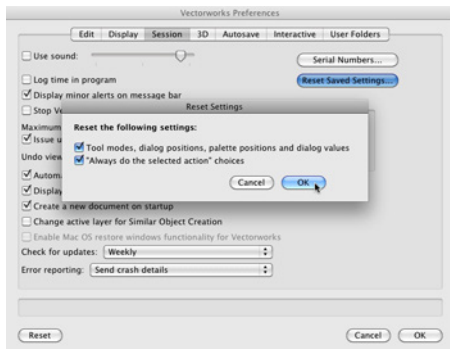 Vectorworks Preferences
Edit Display Session 3D Autosave Interactive User Folders
Use sound:
Serial Numbers...
Log time in program
Reset Saved Settings...
Display minor alerts on message bar
Stop Ve
Reset Settings
Maximum
Reset the following settings:
Issue u
Tool modes, dialog positions, palette positions and dialog values
Undo view
"Always do the selected action" choices
Autom
Cancel OK
Display
Create a new document on startup
Change active layer for Similar Object Creation
Enable Mac OS restore windows functionality for Vectorworks
Check for updates: Weekly
Error reporting: Send crash details
Reset Cancel OK